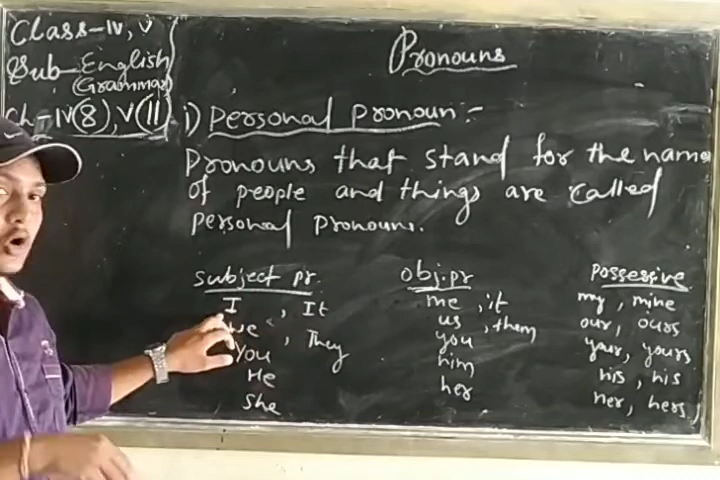 Class-IV, V
Sub-English
(Grammar)
Ch-IV(8), V(11)
Pronouns
i) Personal pronoun :-
Pronouns that stand for the name
of people and things are called
personal pronouns.
Subject pr. obj.pr Possessive
I, It me, it my, mine
we, They us, them our, ours
You you your, yours
He him his, his
She her her, hers,